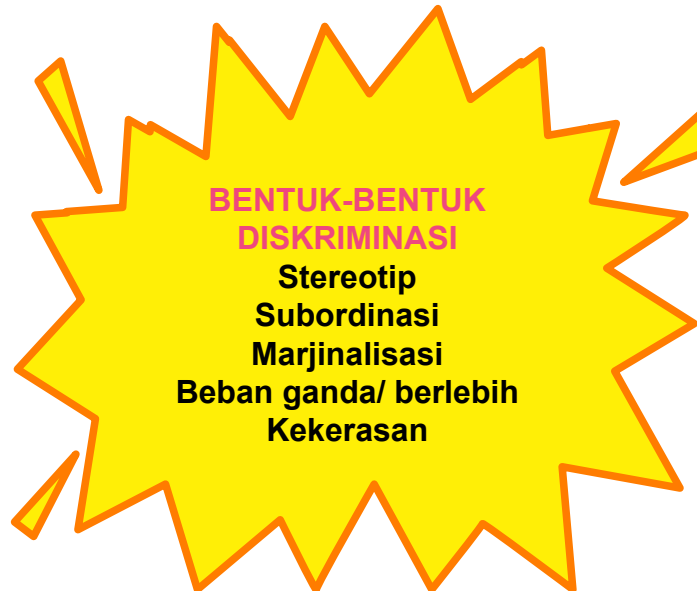 BENTUK-BENTUK
DISKRIMINASI
Stereotip
Subordinasi
Marjinalisasi
Beban ganda/ berlebih
Kekerasan